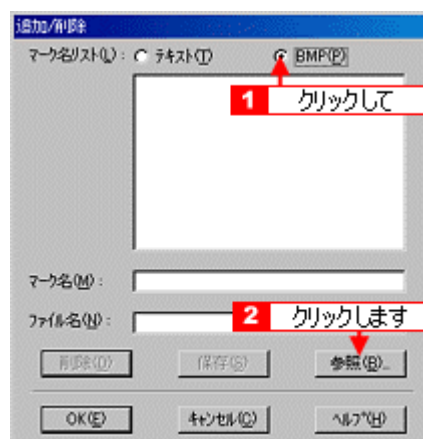 追加/削除
マーク名リスト(L): テキスト(T) BMP(P)
1 クリックして
マーク名(M):
ファイル名(N): 2 クリックします
削除(D) 保存(S) 参照(B)...
OK(E) キャンセル(C) ヘルプ(H)